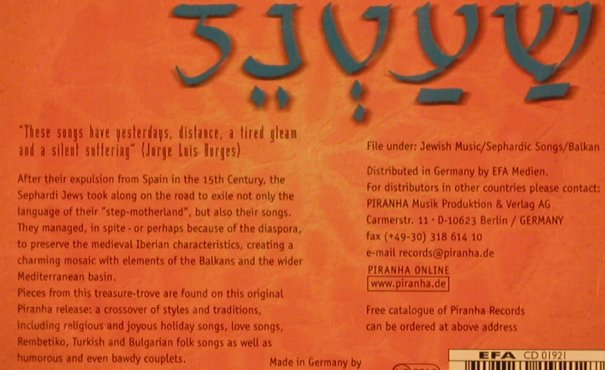 שַעַטְנֵז
"These songs have yesterdays, distance, a tired gleam
and a silent suffering" (Jorge Luis Borges)
After their expulsion from Spain in the 15th Century, the
Sephardi Jews took along on the road to exile not only the
language of their "step-motherland", but also their songs.
They managed, in spite - or perhaps because of the diaspora,
to preserve the medieval Iberian characteristics, creating a
charming mosaic with elements of the Balkans and the wider
Mediterranean basin.
Pieces from this treasure-trove are found on this original
Piranha release: a crossover of styles and traditions,
including religious and joyous holiday songs, love songs,
Rembetiko, Turkish and Bulgarian folk songs as well as
humorous and even bawdy couplets.
File under: Jewish Music/Sephardic Songs/Balkan
Distributed in Germany by EFA Medien.
For distributors in other countries please contact:
PIRANHA Musik Produktion & Verlag AG
Carmerstr. 11 · D-10623 Berlin / GERMANY
fax (++49-30) 318 614 10
e-mail records@piranha.de
PIRANHA ONLINE
www.piranha.de
Free catalogue of Piranha Records
can be ordered at above address
Made in Germany by
EFA CD 01921